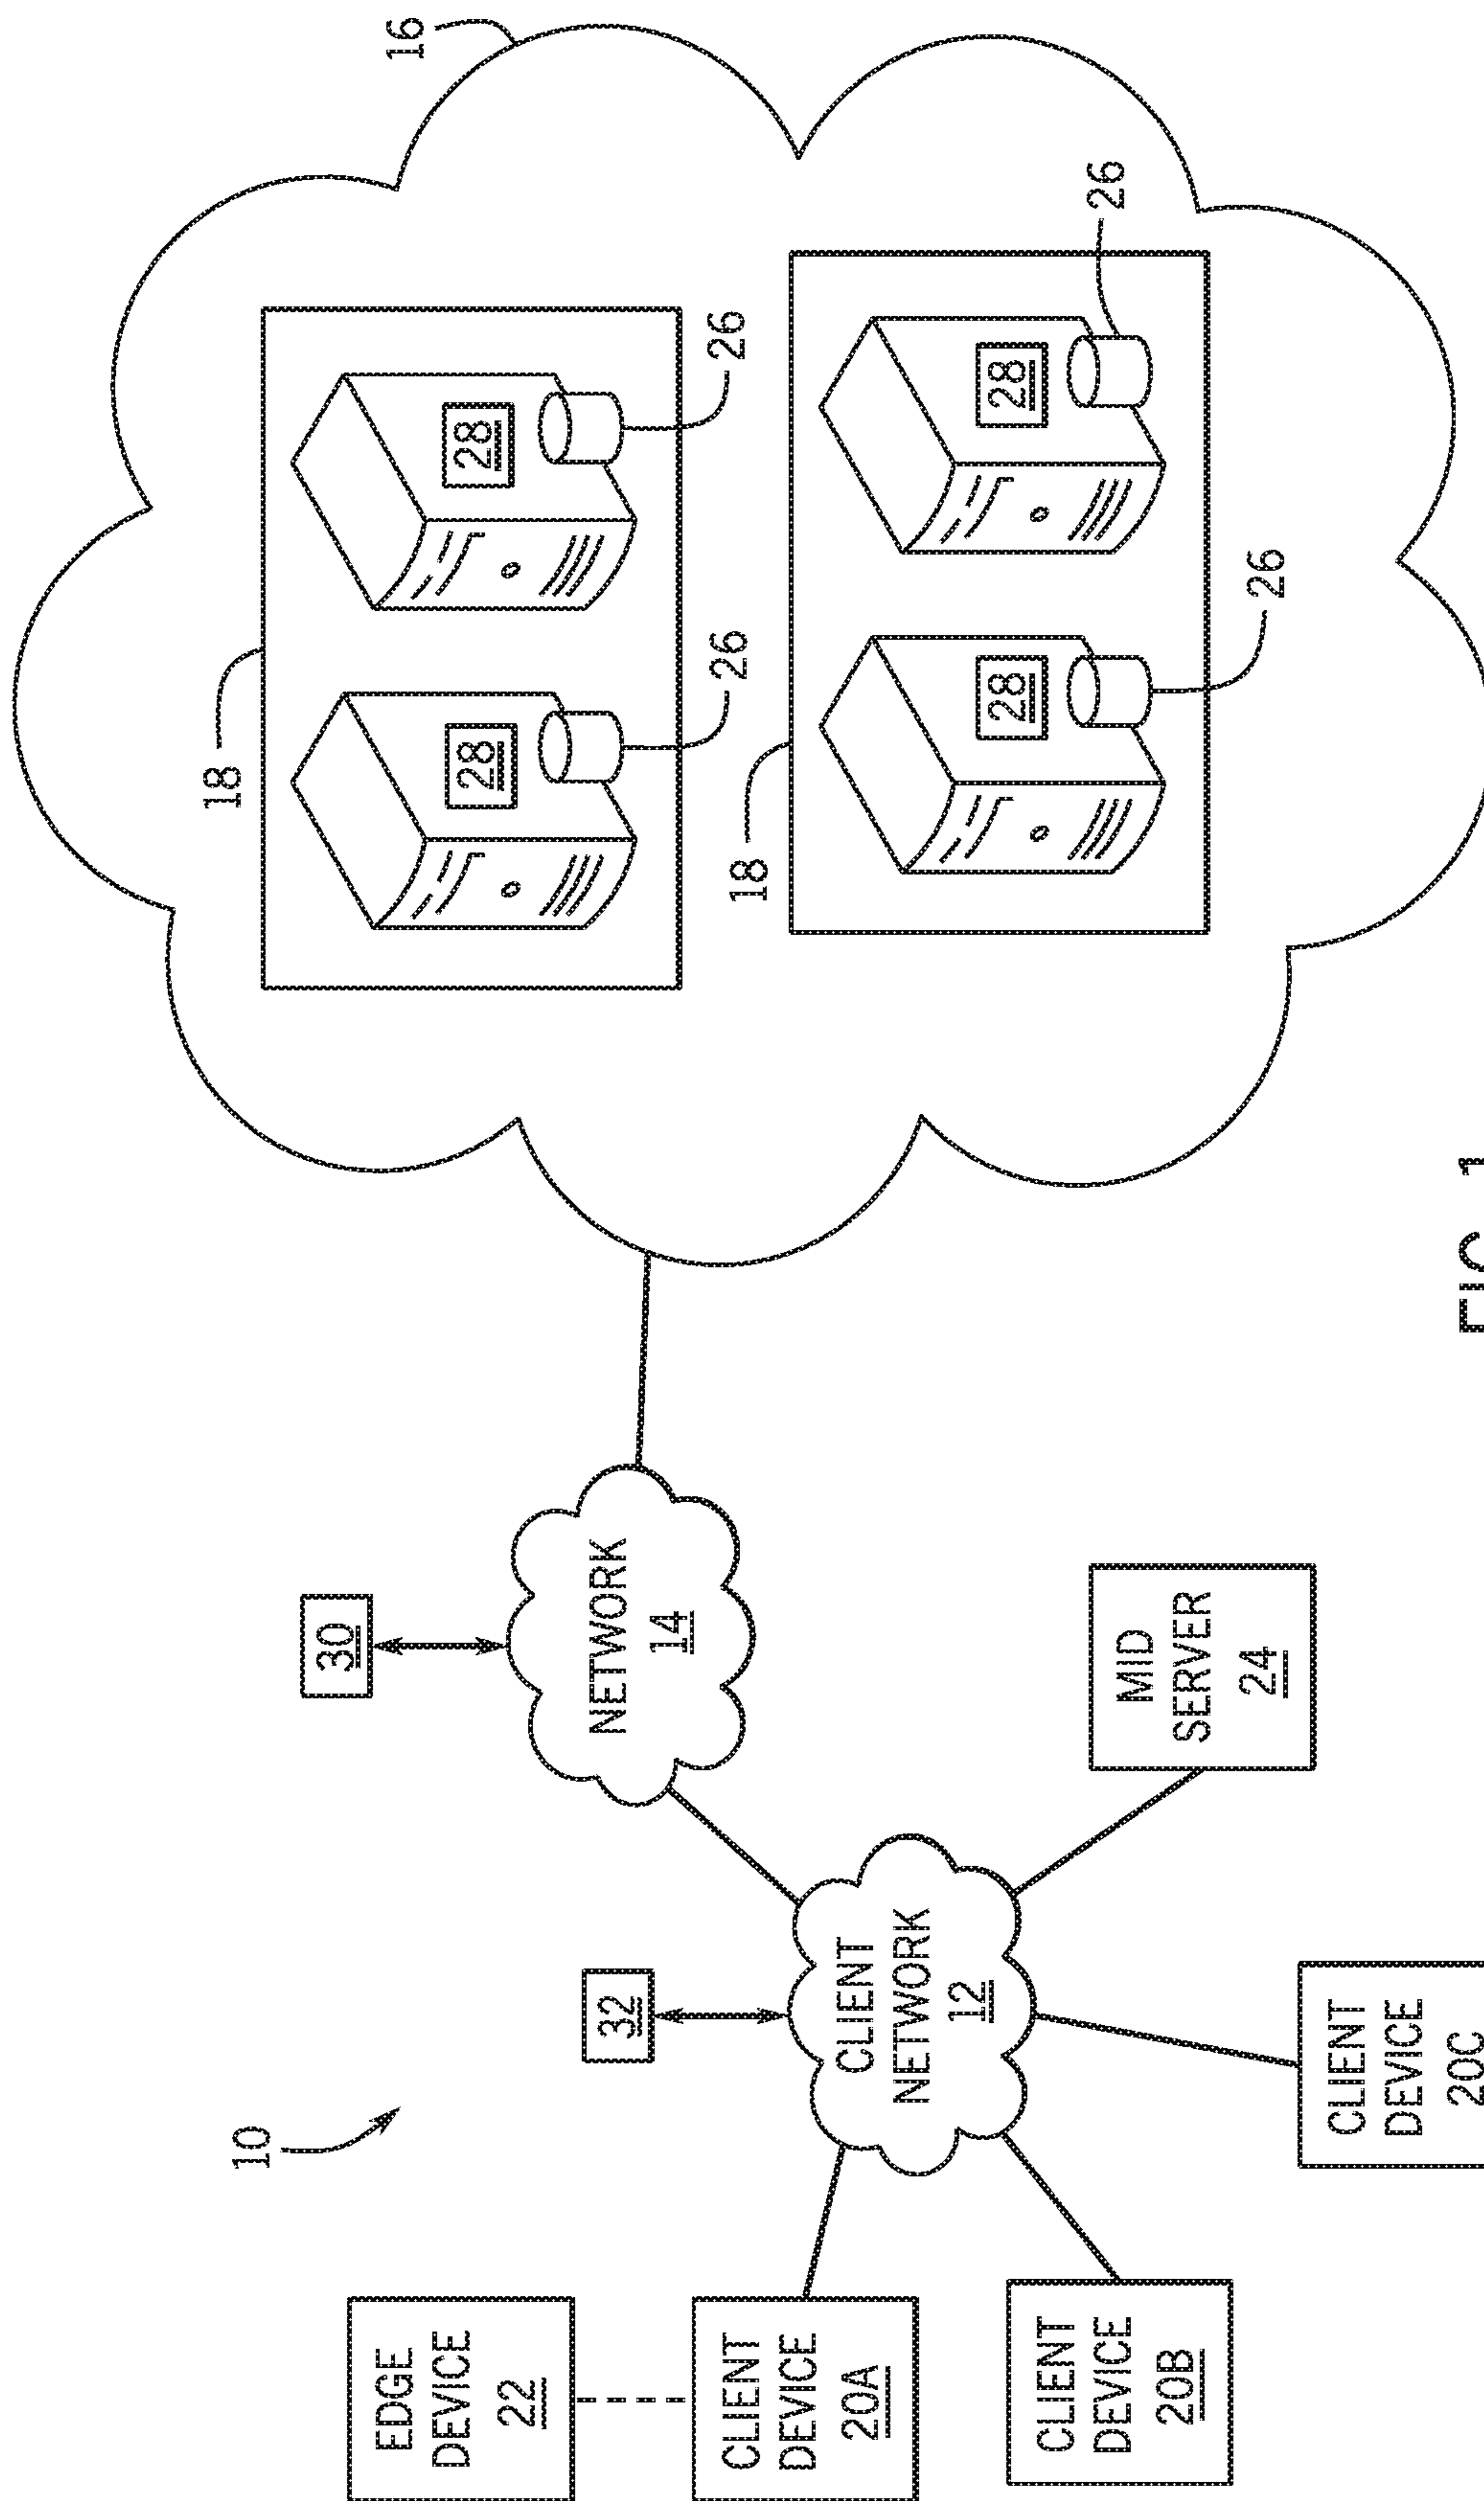 10
EDGE
DEVICE
22
CLIENT
DEVICE
20A
CLIENT
DEVICE
20B
CLIENT
DEVICE
20C
32
CLIENT
NETWORK
12
MID
SERVER
24
30
NETWORK
14
16
18
28
26
28
26
18
28
26
28
26
FIG. 1